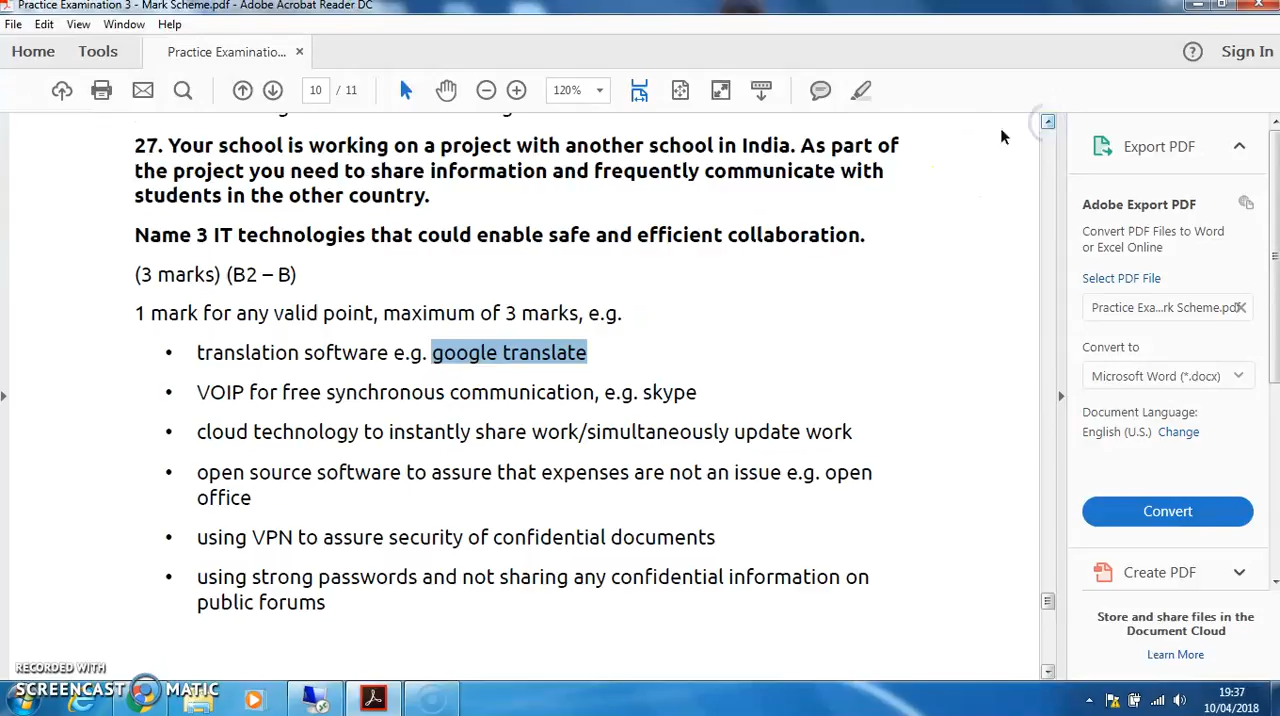 Practice Examination 3 - Mark Scheme.pdf - Adobe Acrobat Reader DC
File Edit View Window Help
Home Tools Practice Examinatio... × Sign In
10 / 11 120%
27. Your school is working on a project with another school in India. As part of
the project you need to share information and frequently communicate with
students in the other country.
Name 3 IT technologies that could enable safe and efficient collaboration.
(3 marks) (B2 – B)
1 mark for any valid point, maximum of 3 marks, e.g.
• translation software e.g. google translate
• VOIP for free synchronous communication, e.g. skype
• cloud technology to instantly share work/simultaneously update work
• open source software to assure that expenses are not an issue e.g. open
office
• using VPN to assure security of confidential documents
• using strong passwords and not sharing any confidential information on
public forums
Export PDF
Adobe Export PDF
Convert PDF Files to Word
or Excel Online
Select PDF File
Practice Exa...rk Scheme.pdf
Convert to
Microsoft Word (*.docx)
Document Language:
English (U.S.) Change
Convert
Create PDF
Store and share files in the
Document Cloud
Learn More
RECORDED WITH
SCREENCAST MATIC
19:37
10/04/2018